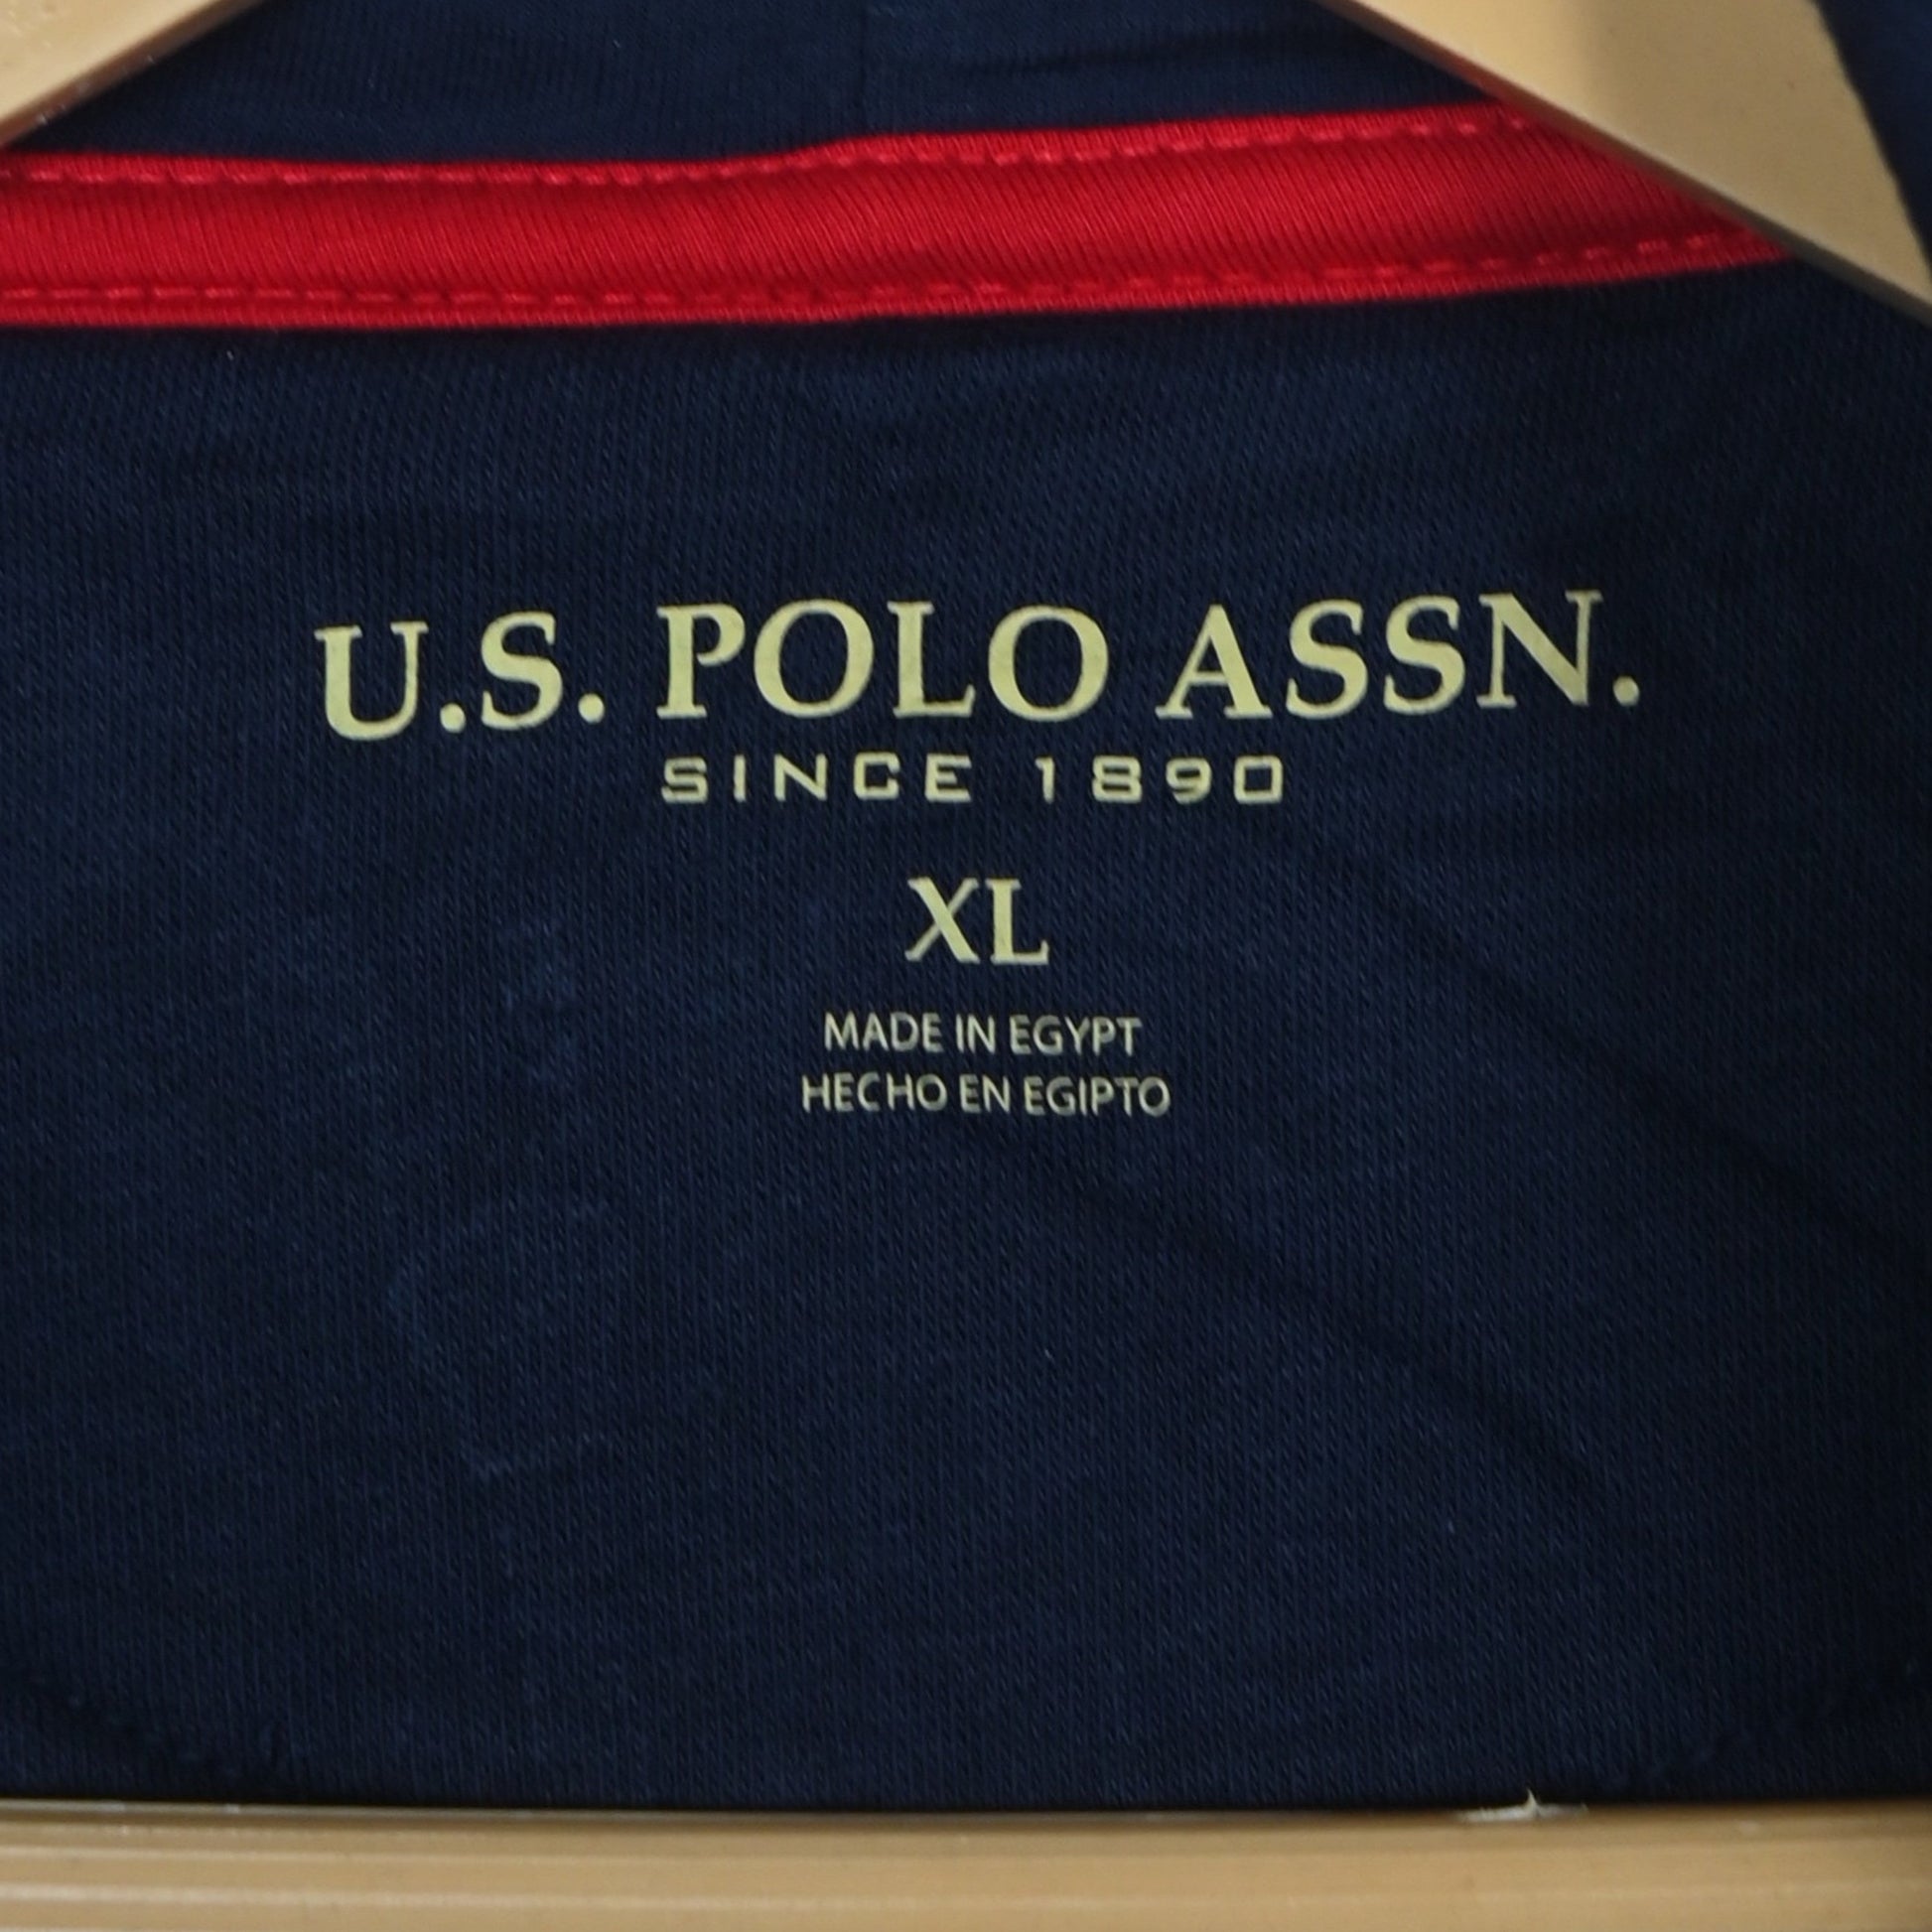 U.S. POLO ASSN.
SINCE 1890
XL
MADE IN EGYPT
HECHO EN EGIPTO